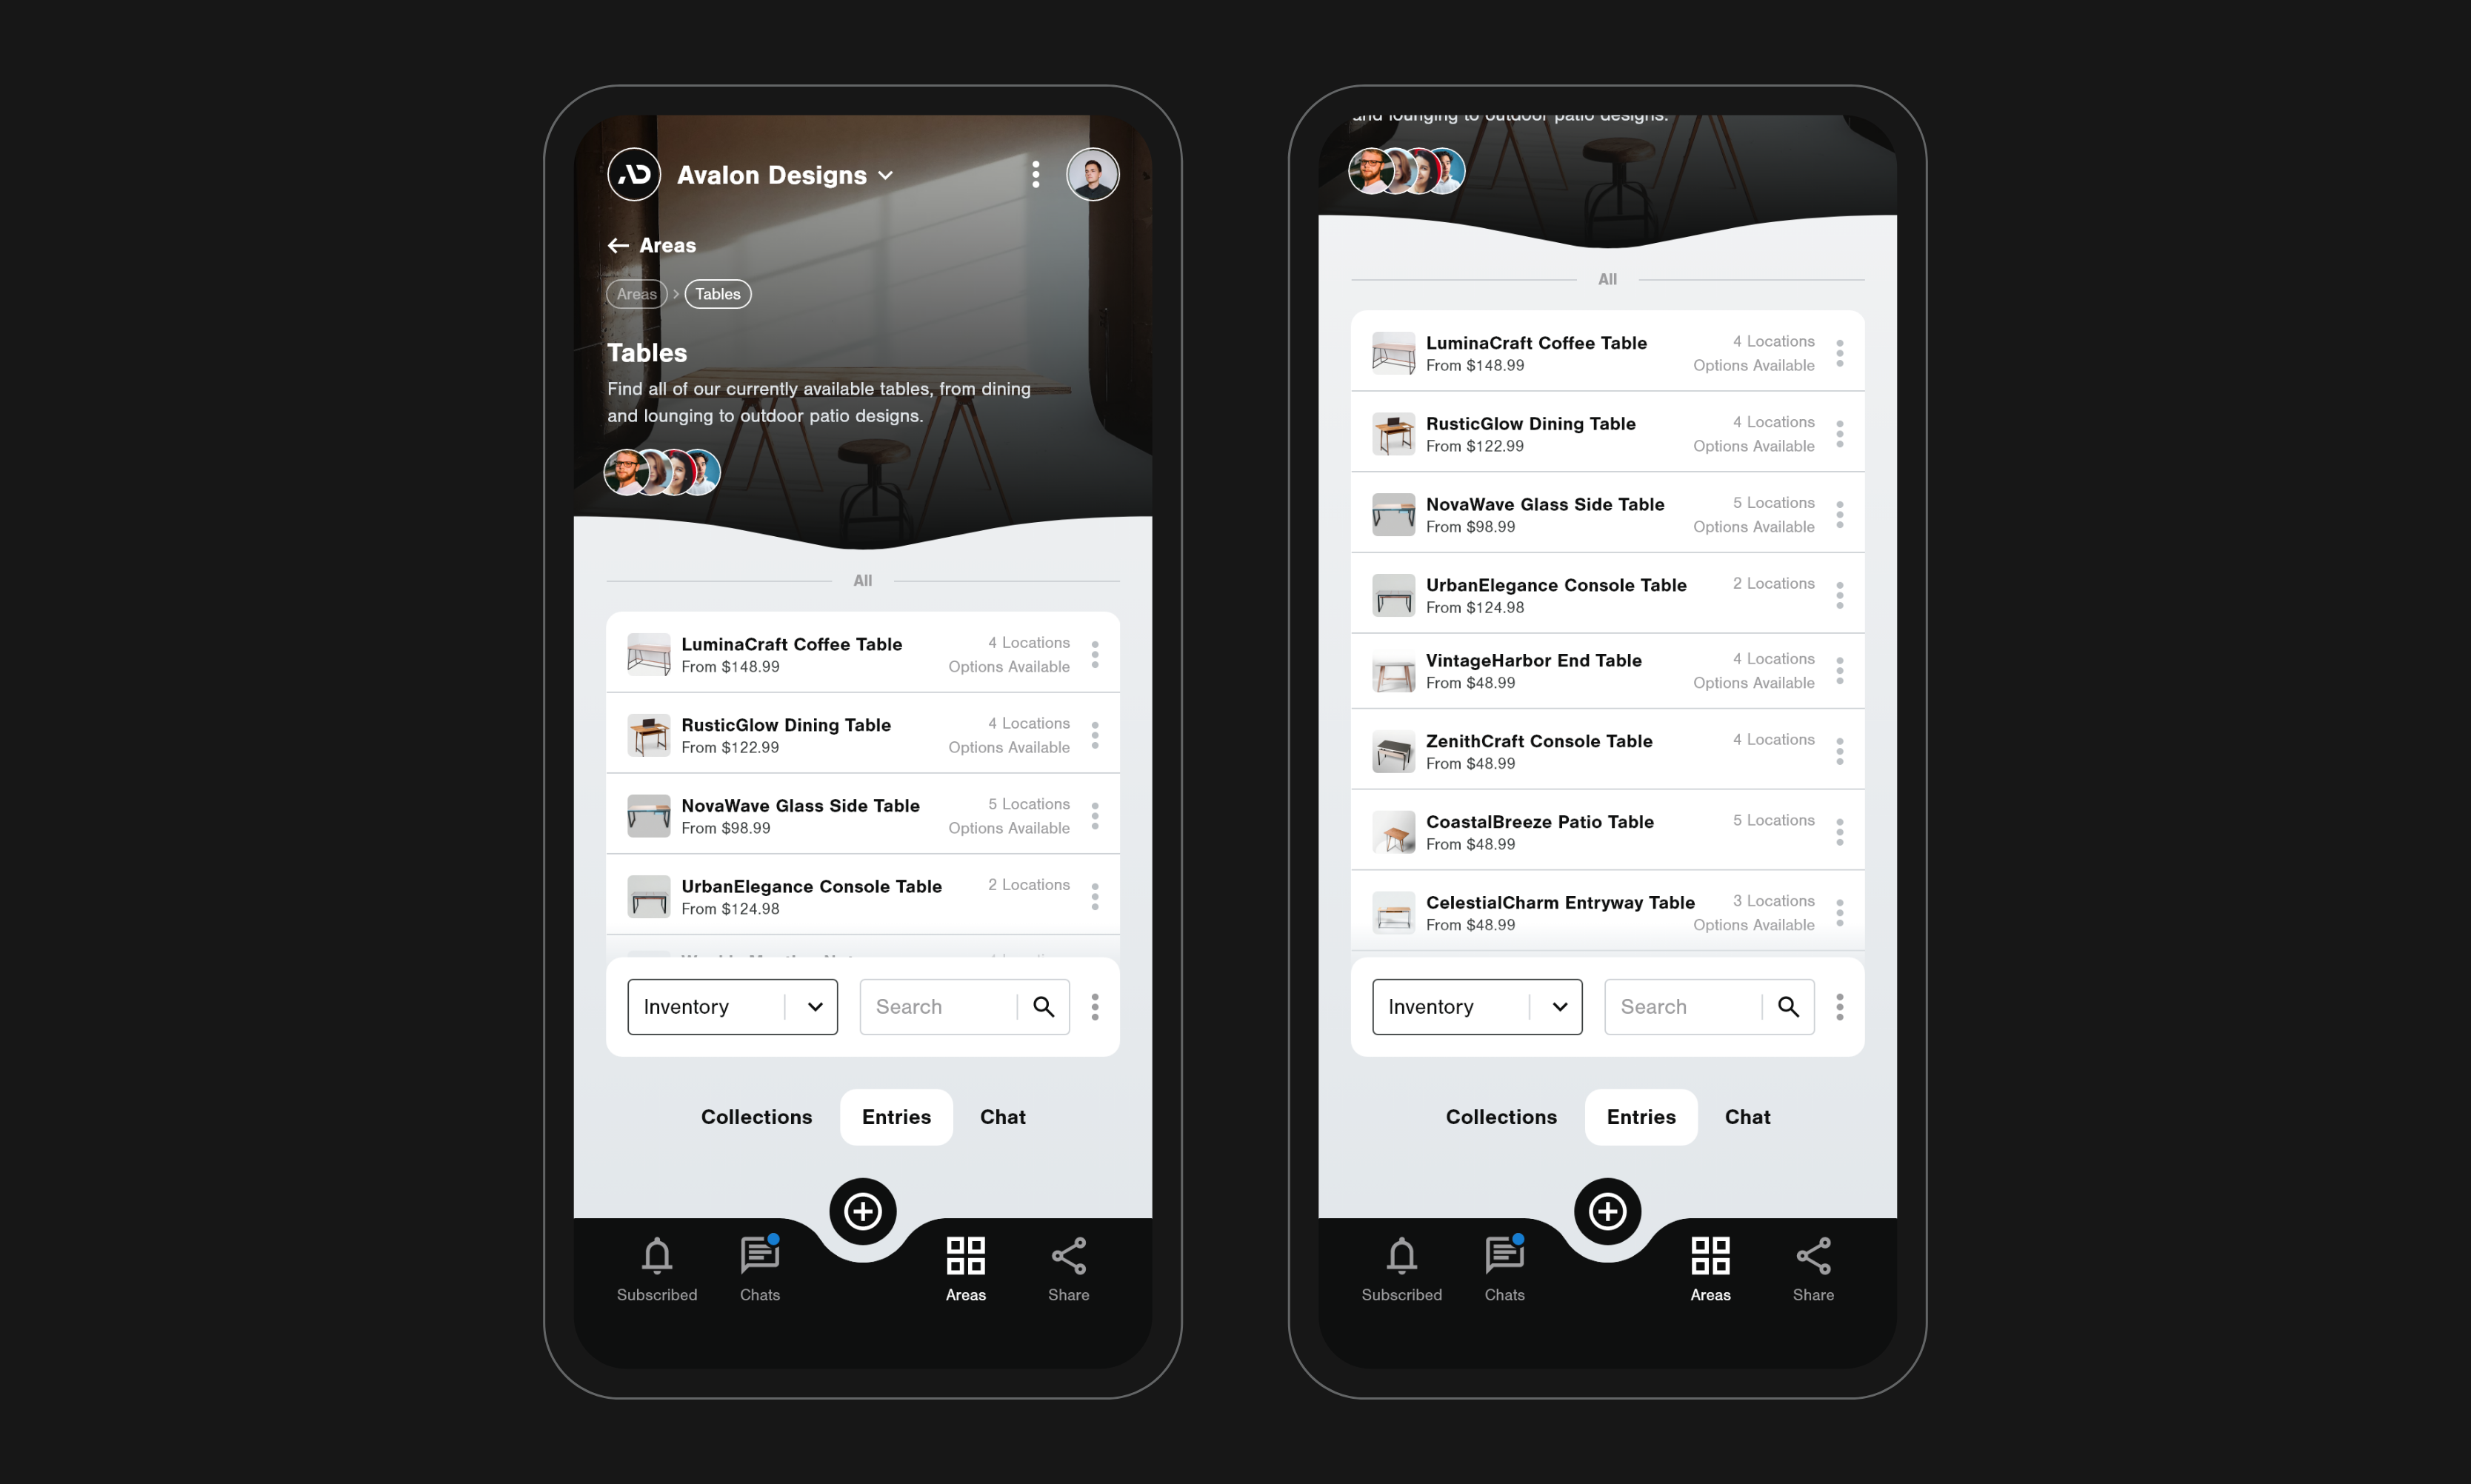 AD
Avalon Designs
Areas
Areas > Tables
Tables
Find all of our currently available tables, from dining
and lounging to outdoor patio designs.
All
LuminaCraft Coffee Table
From $148.99
4 Locations
Options Available
RusticGlow Dining Table
From $122.99
4 Locations
Options Available
NovaWave Glass Side Table
From $98.99
5 Locations
Options Available
UrbanElegance Console Table
From $124.98
2 Locations
Inventory
Search
Collections
Entries
Chat
Subscribed
Chats
Areas
Share
and lounging to outdoor patio designs.
All
LuminaCraft Coffee Table
From $148.99
4 Locations
Options Available
RusticGlow Dining Table
From $122.99
4 Locations
Options Available
NovaWave Glass Side Table
From $98.99
5 Locations
Options Available
UrbanElegance Console Table
From $124.98
2 Locations
VintageHarbor End Table
From $48.99
4 Locations
Options Available
ZenithCraft Console Table
From $48.99
4 Locations
CoastalBreeze Patio Table
From $48.99
5 Locations
CelestialCharm Entryway Table
From $48.99
3 Locations
Options Available
Inventory
Search
Collections
Entries
Chat
Subscribed
Chats
Areas
Share